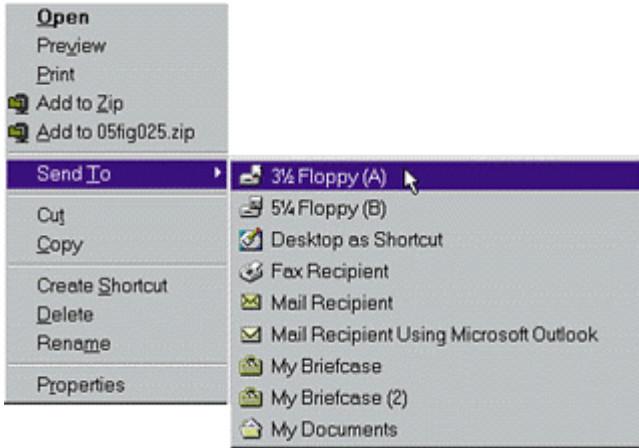 Open
Preview
Print
Add to Zip
Add to 05fig025.zip
Send To
Cut
Copy
Create Shortcut
Delete
Rename
Properties
3½ Floppy (A)
5¼ Floppy (B)
Desktop as Shortcut
Fax Recipient
Mail Recipient
Mail Recipient Using Microsoft Outlook
My Briefcase
My Briefcase (2)
My Documents